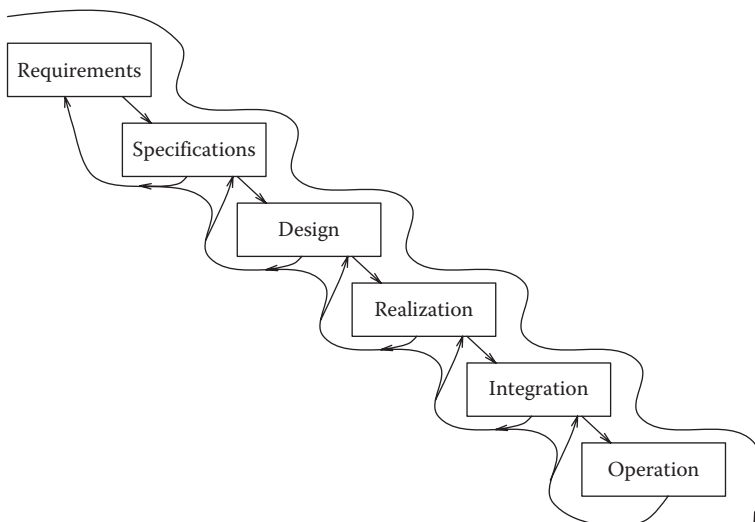 Requirements
Specifications
Design
Realization
Integration
Operation